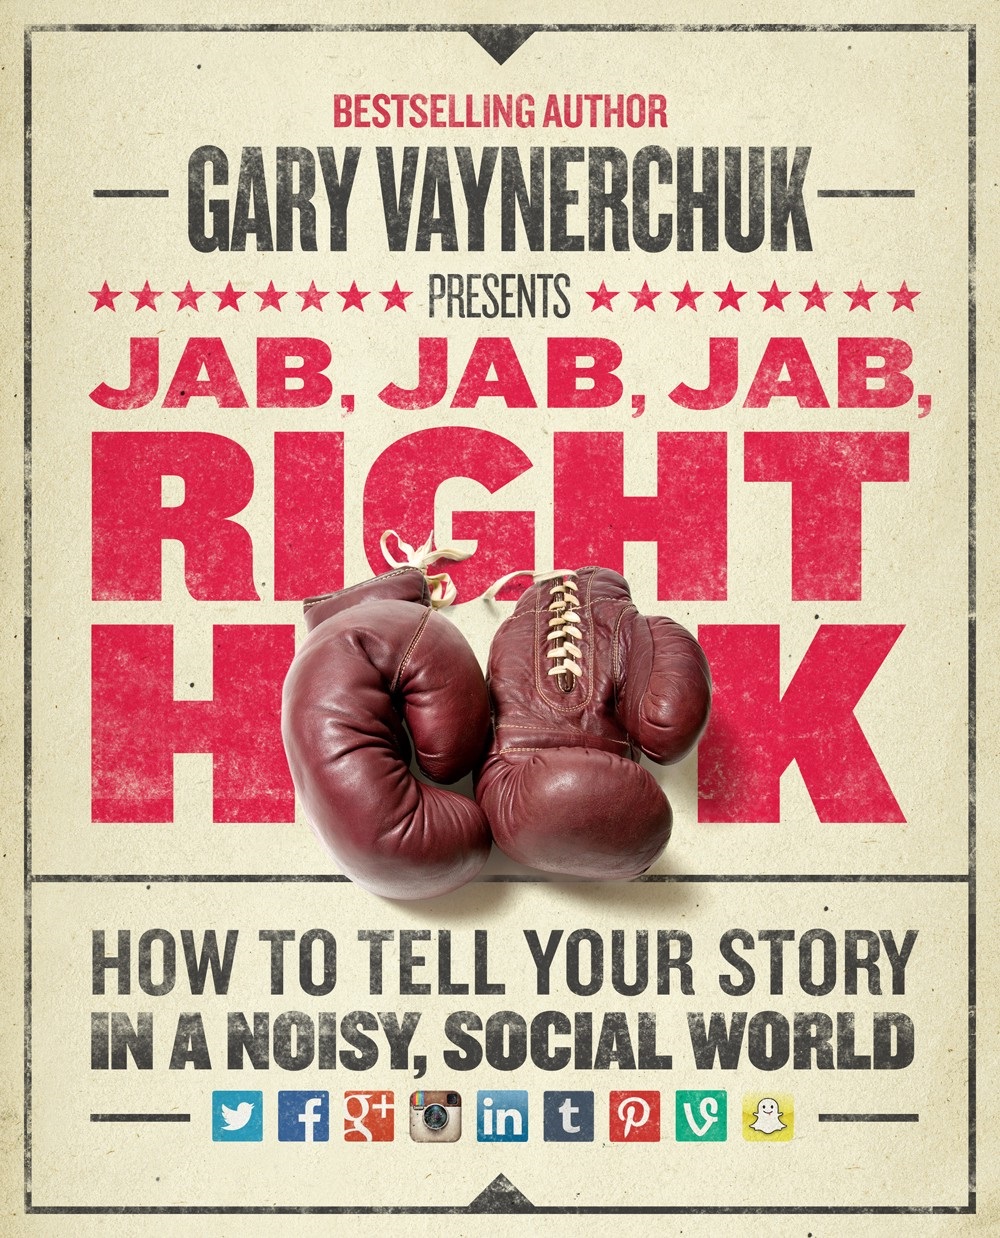 BESTSELLING AUTHOR
GARY VAYNERCHUK
PRESENTS
JAB, JAB, JAB,
RIGHT
HOOK
HOW TO TELL YOUR STORY
IN A NOISY, SOCIAL WORLD
f g+ in t p